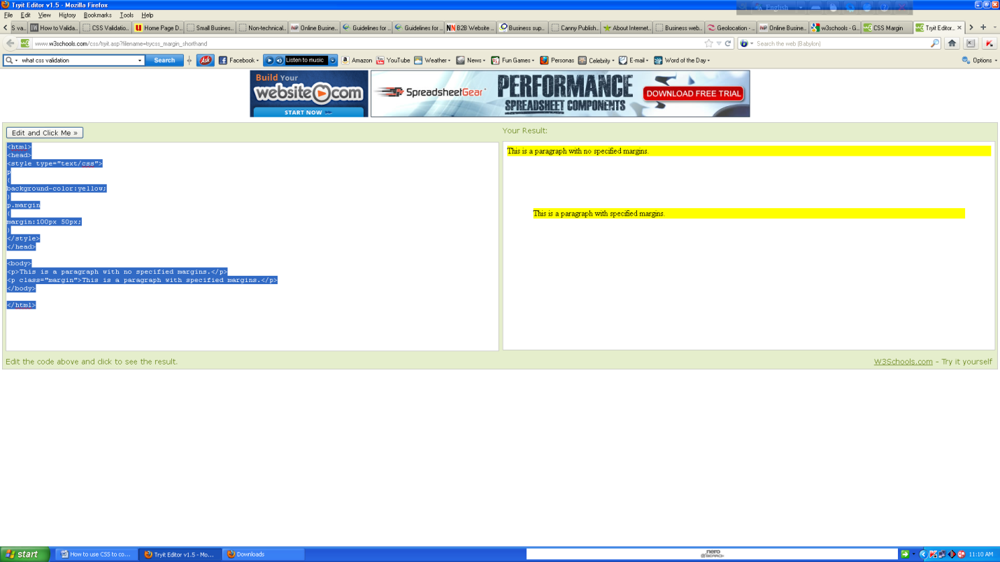 Tryit Editor v1.5 - Mozilla Firefox
English
File Edit View History Bookmarks Tools Help
S va... How to Valida... CSS Validatio... Home Page D... Small Busines... Non-technical... Online Busine... Guidelines for ... Guidelines for ... B2B Website ... Business sup... Canny Publish... About Internet... Business web... Geolocation - ... Online Busine... w3schools - G... CSS Margin Tryit Editor...
www.w3schools.com/css/tryit.asp?filename=trycss_margin_shorthand
Search the web (Babylon)
what css validation Search Ask Facebook Listen to music Amazon YouTube Weather News Fun Games Personas Celebrity E-mail Word of the Day Options
Build Your
website.com
START NOW >>
SpreadsheetGear
PERFORMANCE
SPREADSHEET COMPONENTS
DOWNLOAD FREE TRIAL
Edit and Click Me »
Your Result:
<html>
<head>
<style type="text/css">
p
{
background-color:yellow;
}
p.margin
{
margin:100px 50px;
}
</style>
</head>
<body>
<p>This is a paragraph with no specified margins.</p>
<p class="margin">This is a paragraph with specified margins.</p>
</body>
</html>
This is a paragraph with no specified margins.
This is a paragraph with specified margins.
Edit the code above and click to see the result.
W3Schools.com - Try it yourself
start How to use CSS to co... Tryit Editor v1.5 - Mo... Downloads nero SEARCH 11:10 AM